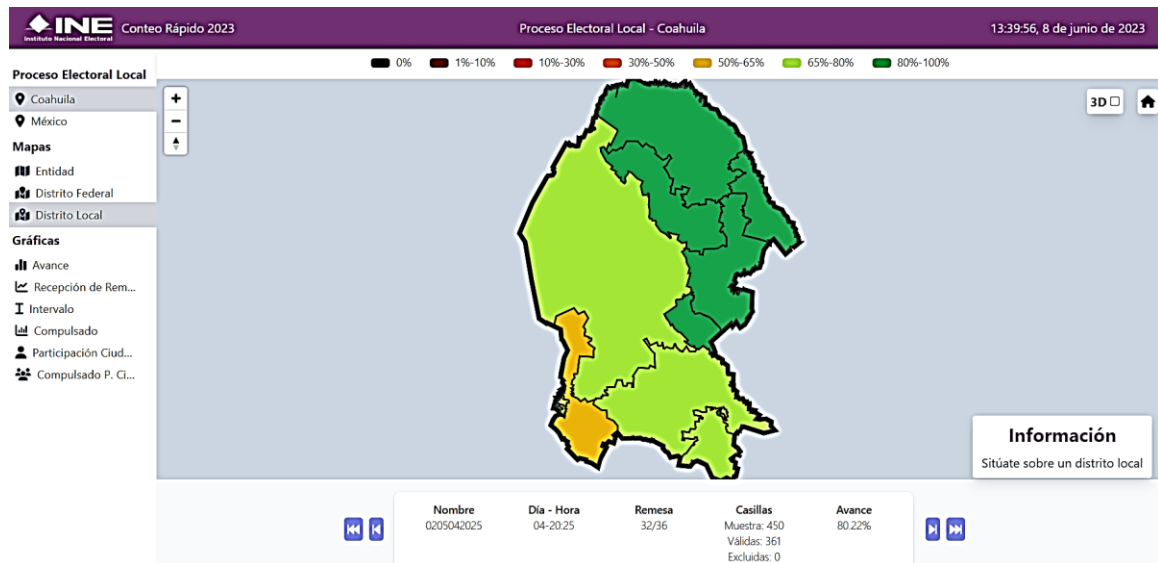 INE Conteo Rápido 2023
Instituto Nacional Electoral
Proceso Electoral Local - Coahuila
13:39:56, 8 de junio de 2023
0% 1%-10% 10%-30% 30%-50% 50%-65% 65%-80% 80%-100%
Proceso Electoral Local
Coahuila
México
Mapas
Entidad
Distrito Federal
Distrito Local
Gráficas
Avance
Recepción de Rem...
Intervalo
Compulsado
Participación Ciud...
Compulsado P. Ci...
+
−
3D
Información
Sitúate sobre un distrito local
Nombre Día - Hora Remesa Casillas Avance
0205042025 04-20:25 32/36 Muestra: 450 80.22%
Válidas: 361
Excluidas: 0